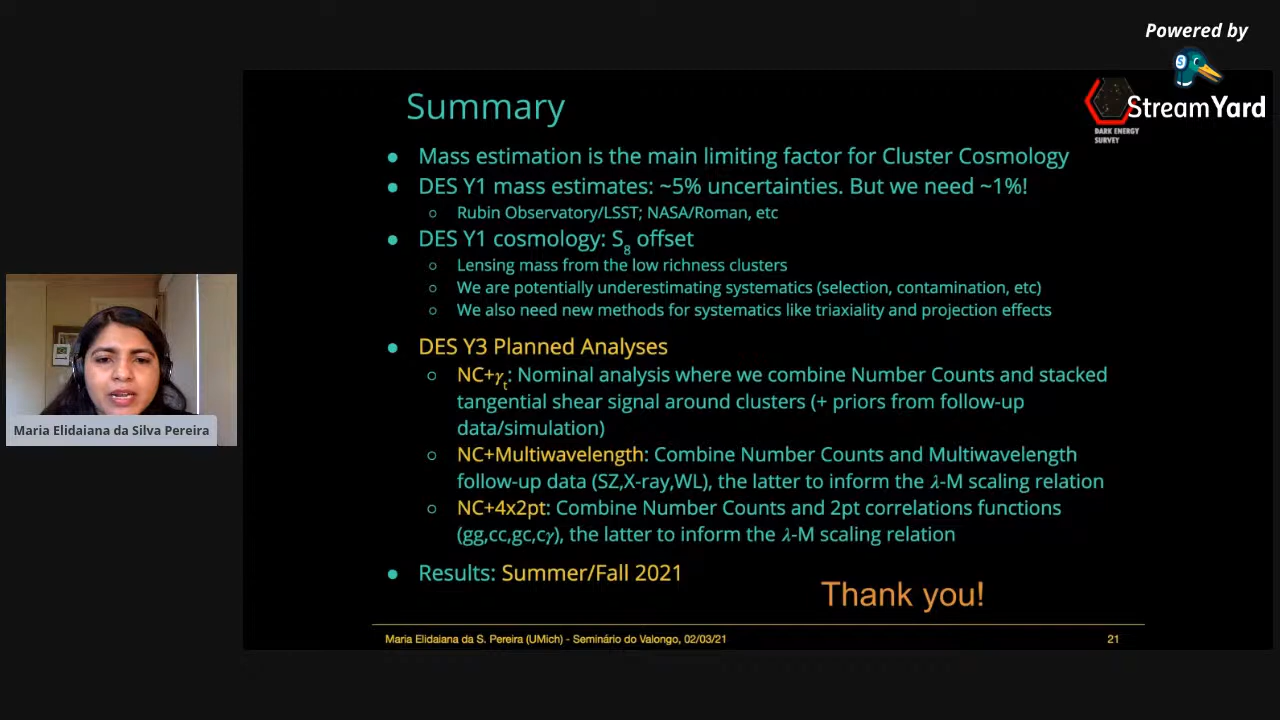 Powered by
StreamYard
DARK ENERGY
SURVEY
Summary
● Mass estimation is the main limiting factor for Cluster Cosmology
● DES Y1 mass estimates: ~5% uncertainties. But we need ~1%!
○ Rubin Observatory/LSST; NASA/Roman, etc
● DES Y1 cosmology: S8 offset
○ Lensing mass from the low richness clusters
○ We are potentially underestimating systematics (selection, contamination, etc)
○ We also need new methods for systematics like triaxiality and projection effects
● DES Y3 Planned Analyses
○ NC+γt: Nominal analysis where we combine Number Counts and stacked
tangential shear signal around clusters (+ priors from follow-up
data/simulation)
○ NC+Multiwavelength: Combine Number Counts and Multiwavelength
follow-up data (SZ,X-ray,WL), the latter to inform the λ-M scaling relation
○ NC+4x2pt: Combine Number Counts and 2pt correlations functions
(gg,cc,gc,cγ), the latter to inform the λ-M scaling relation
● Results: Summer/Fall 2021
Thank you!
Maria Elidaiana da S. Pereira (UMich) - Seminário do Valongo, 02/03/21
21
Maria Elidaiana da Silva Pereira